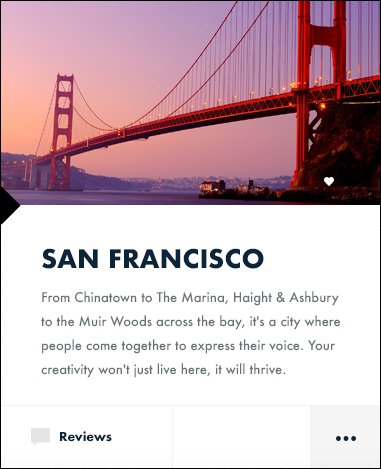 SAN FRANCISCO
From Chinatown to The Marina, Haight & Ashbury
to the Muir Woods across the bay, it's a city where
people come together to express their voice. Your
creativity won't just live here, it will thrive.
Reviews